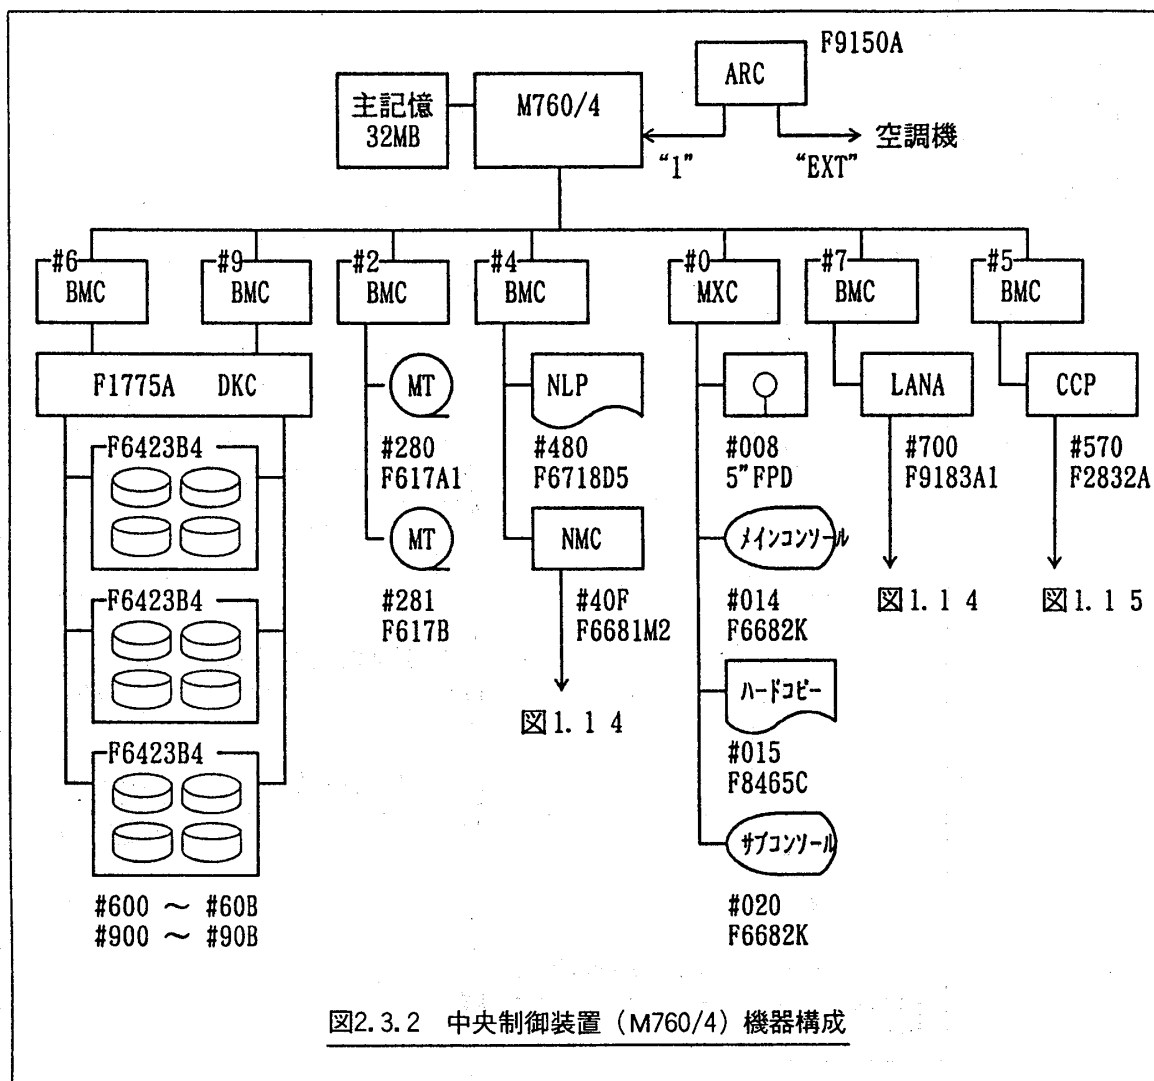 F9150A
ARC
主記憶
32MB
M760/4
空調機
“1”
“EXT”
#6
BMC
#9
BMC
#2
BMC
#4
BMC
#0
MXC
#7
BMC
#5
BMC
F1775A DKC
MT
NLP
LANA
CCP
#280
F617A1
#480
F6718D5
#008
5”FPD
#700
F9183A1
#570
F2832A
F6423B4
MT
NMC
メインコンソール
#281
F617B
#40F
F6681M2
#014
F6682K
図1.14
図1.15
F6423B4
図1.14
ハードコピー
#015
F8465C
F6423B4
サブコンソール
#020
F6682K
#600 ～ #60B
#900 ～ #90B
図2.3.2 中央制御装置（M760/4）機器構成